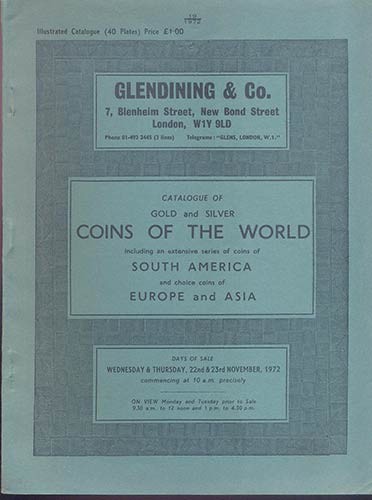 19
1972
Illustrated Catalogue (40 Plates) Price £1·00
GLENDINING & Co.
7, Blenheim Street, New Bond Street
London, W1Y 9LD
Phone 01-493 2445 (3 lines) Telegrams: "GLENS, LONDON, W.1."
CATALOGUE OF
GOLD and SILVER
COINS OF THE WORLD
including an extensive series of coins of
SOUTH AMERICA
and choice coins of
EUROPE and ASIA
DAYS OF SALE
WEDNESDAY & THURSDAY, 22nd & 23rd NOVEMBER, 1972
commencing at 10 a.m. precisely
ON VIEW Monday and Tuesday prior to Sale
9.30 a.m. to 12 noon and 1 p.m. to 4.30 p.m.